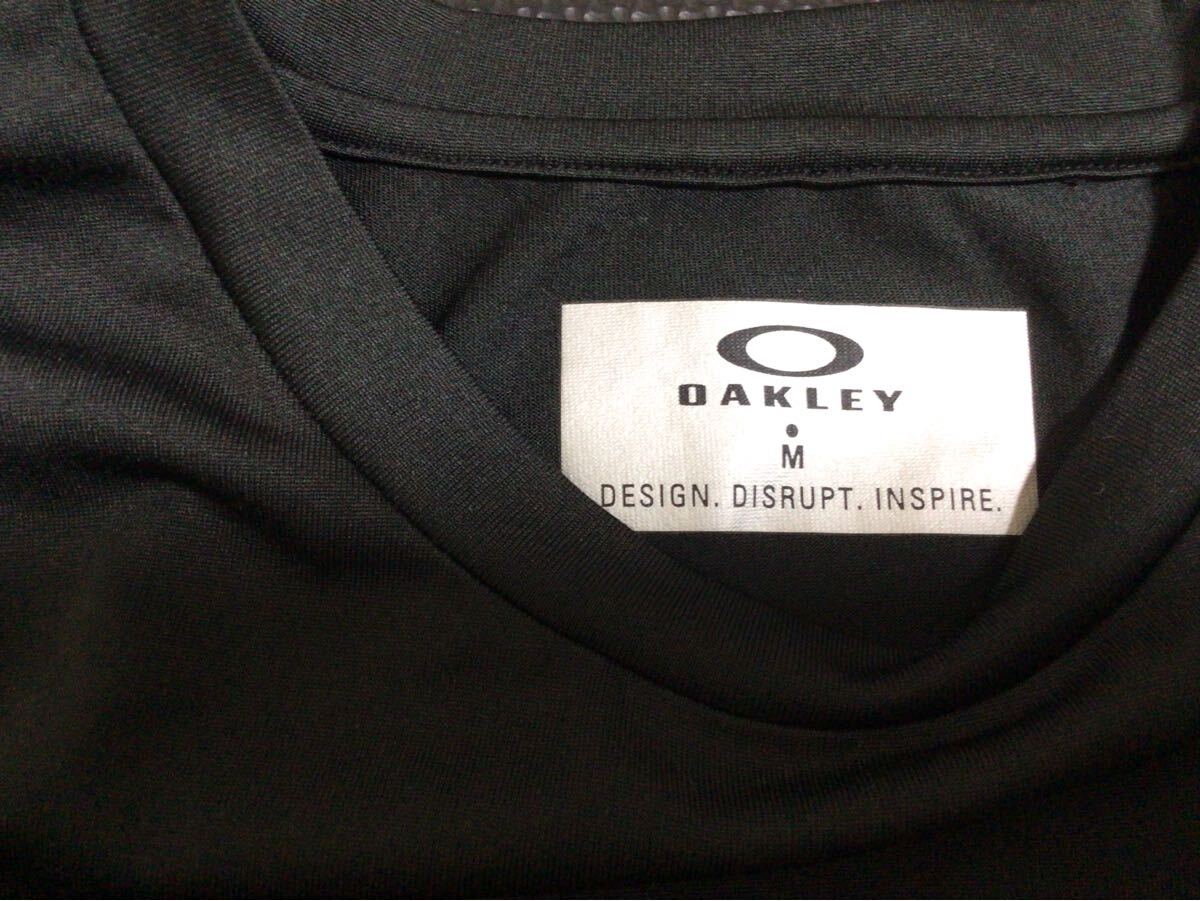 OAKLEY
M
DESIGN. DISRUPT. INSPIRE.